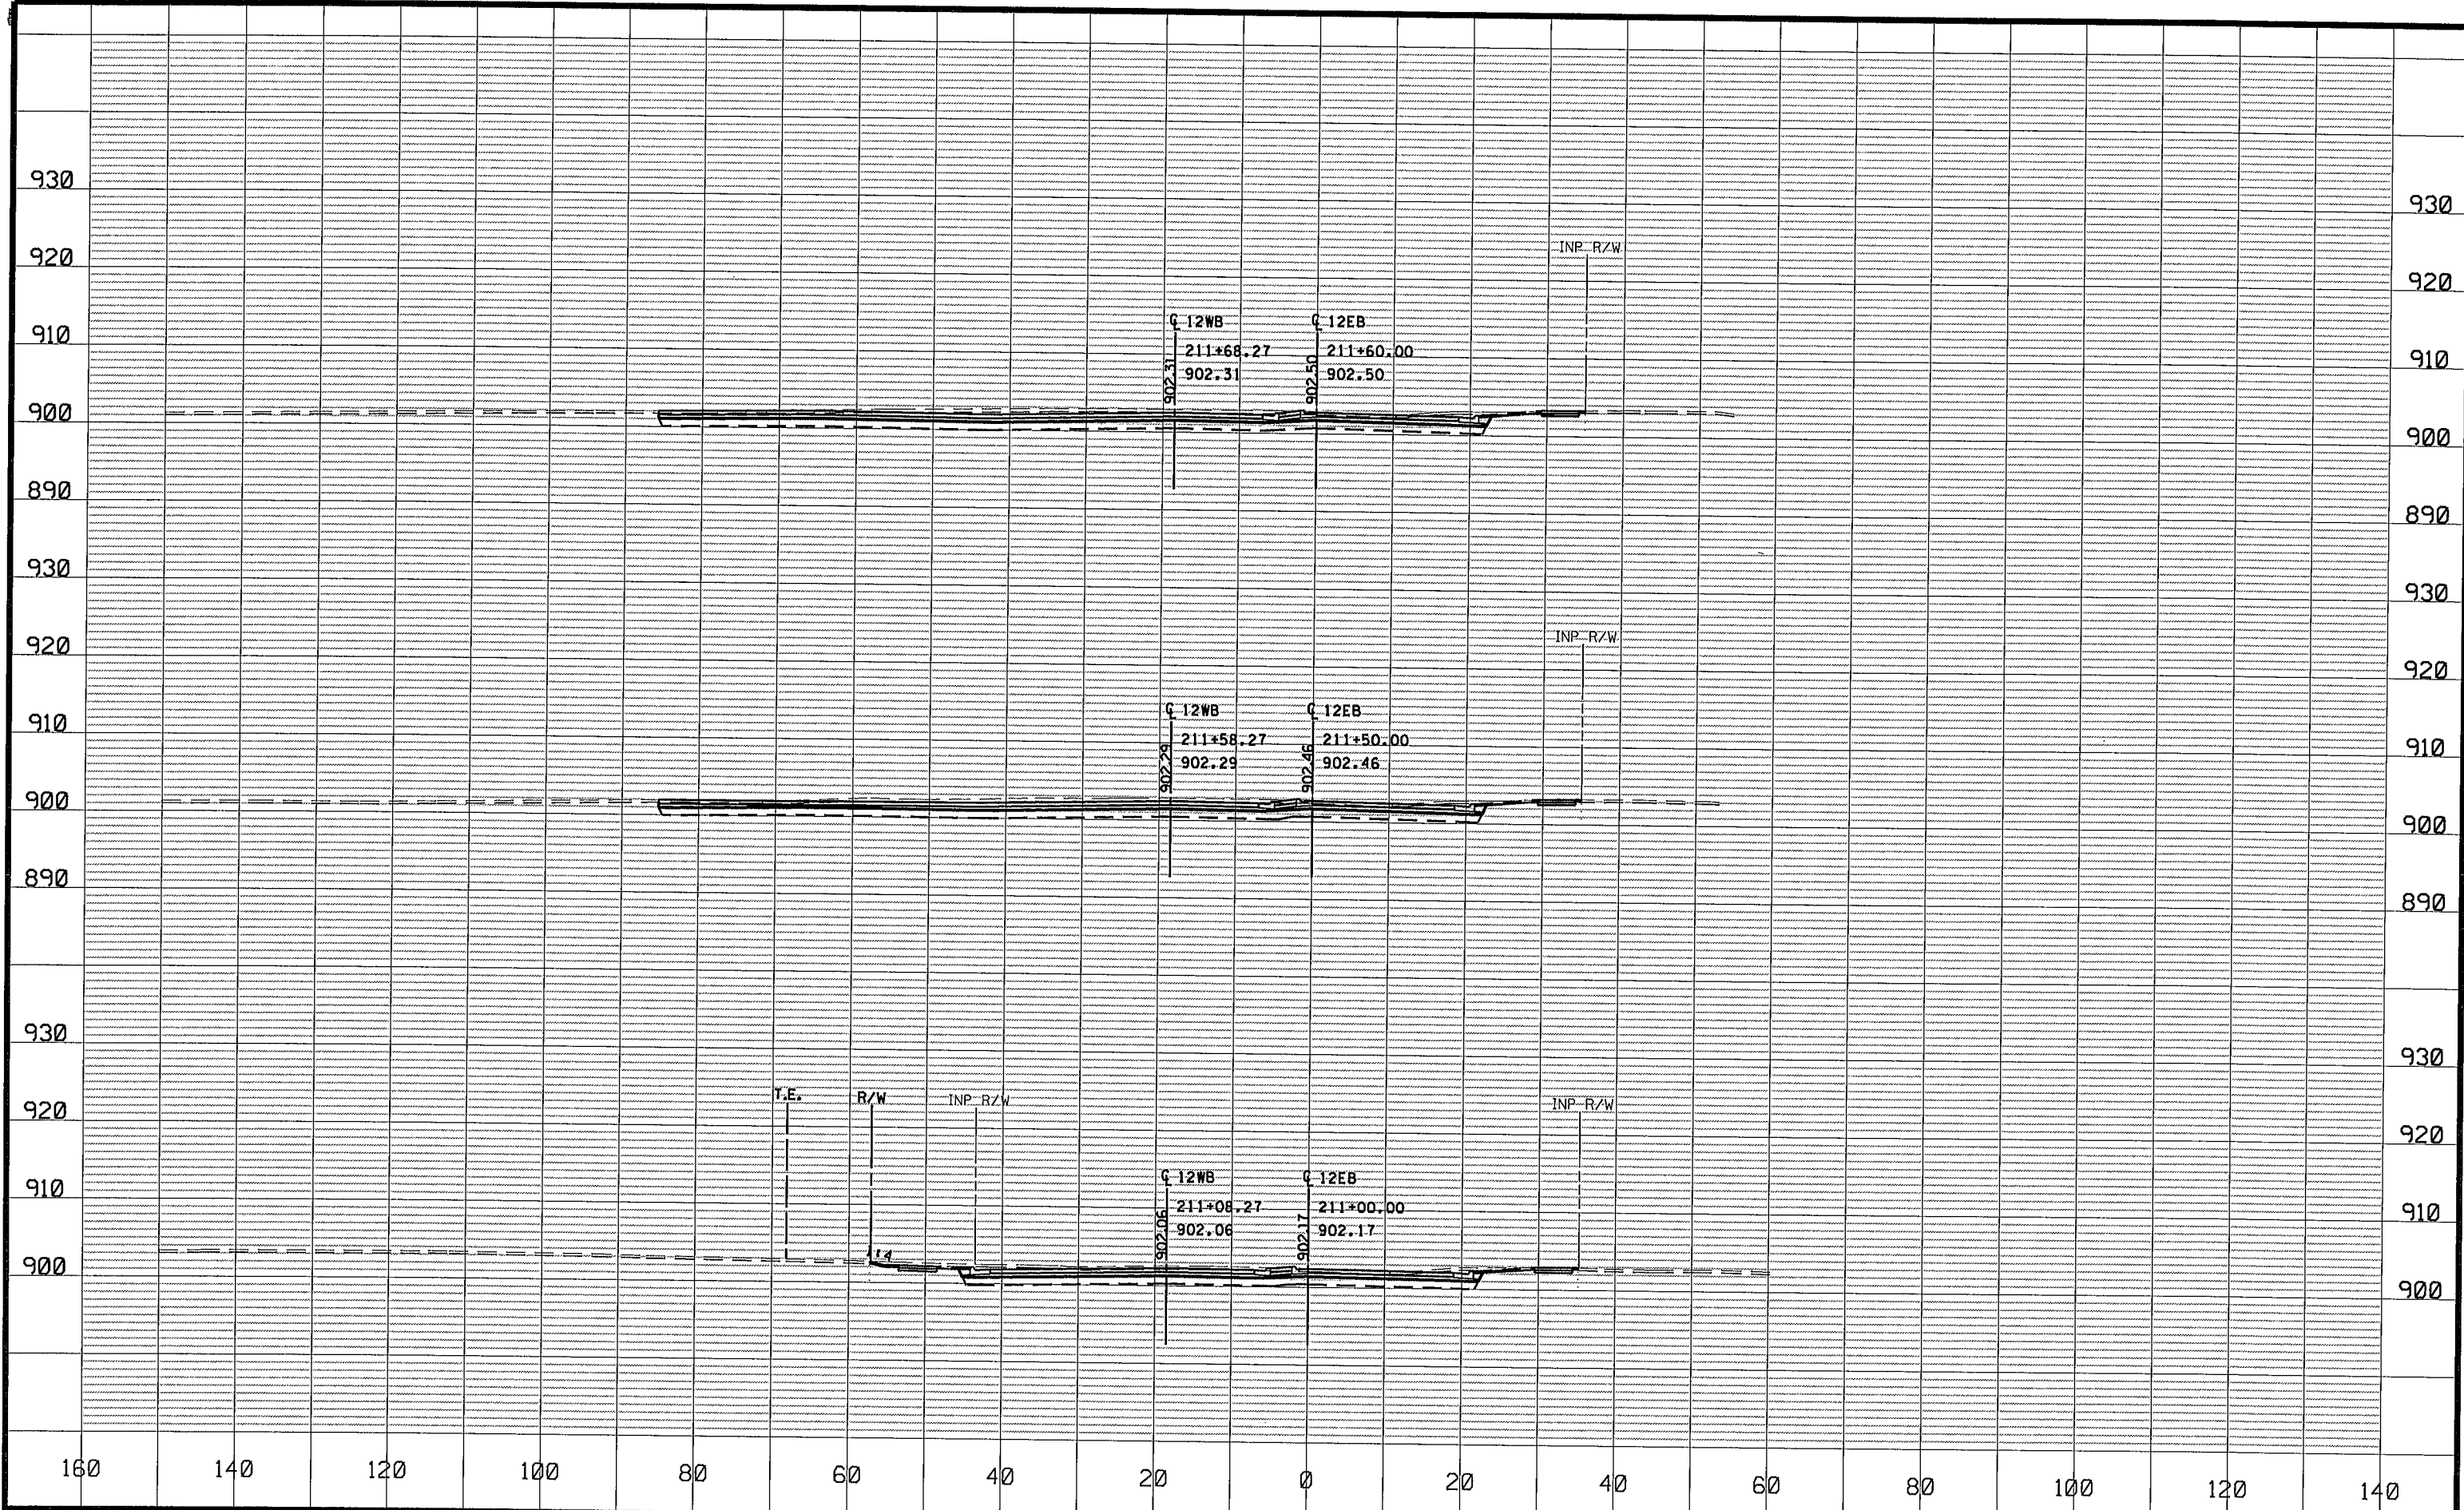 930 930
INP R/W
920 920
℄ 12WB ℄ 12EB
910 211+68.27 211+60.00 910
902.31 902.31 902.50 902.50
900 900
890 890
930 930
INP R/W
920 920
℄ 12WB ℄ 12EB
910 211+58.27 211+50.00 910
902.29 902.29 902.46 902.46
900 900
890 890
930 930
T.E. R/W INP R/W INP R/W
920 920
℄ 12WB ℄ 12EB
910 211+08.27 211+00.00 910
902.06 902.06 902.17 902.17
900 900
160 140 120 100 80 60 40 20 0 20 40 60 80 100 120 140